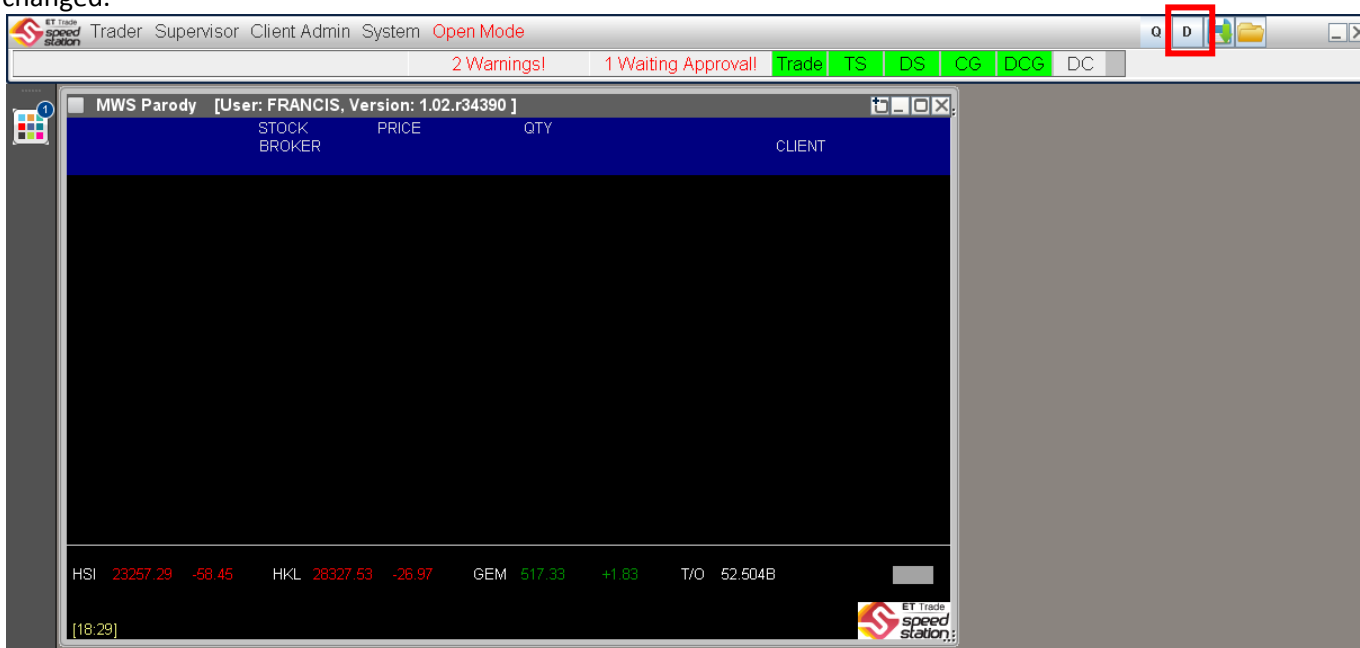 changed.
ET Trade
speed
station
Trader Supervisor Client Admin System Open Mode
Q D
2 Warnings! 1 Waiting Approval! Trade TS DS CG DCG DC
1
MWS Parody [User: FRANCIS, Version: 1.02.r34390 ]
STOCK PRICE QTY
BROKER CLIENT
HSI 23257.29 -58.45 HKL 28327.53 -26.97 GEM 517.33 +1.83 T/O 52.504B
[18:29]
ET Trade
speed
station